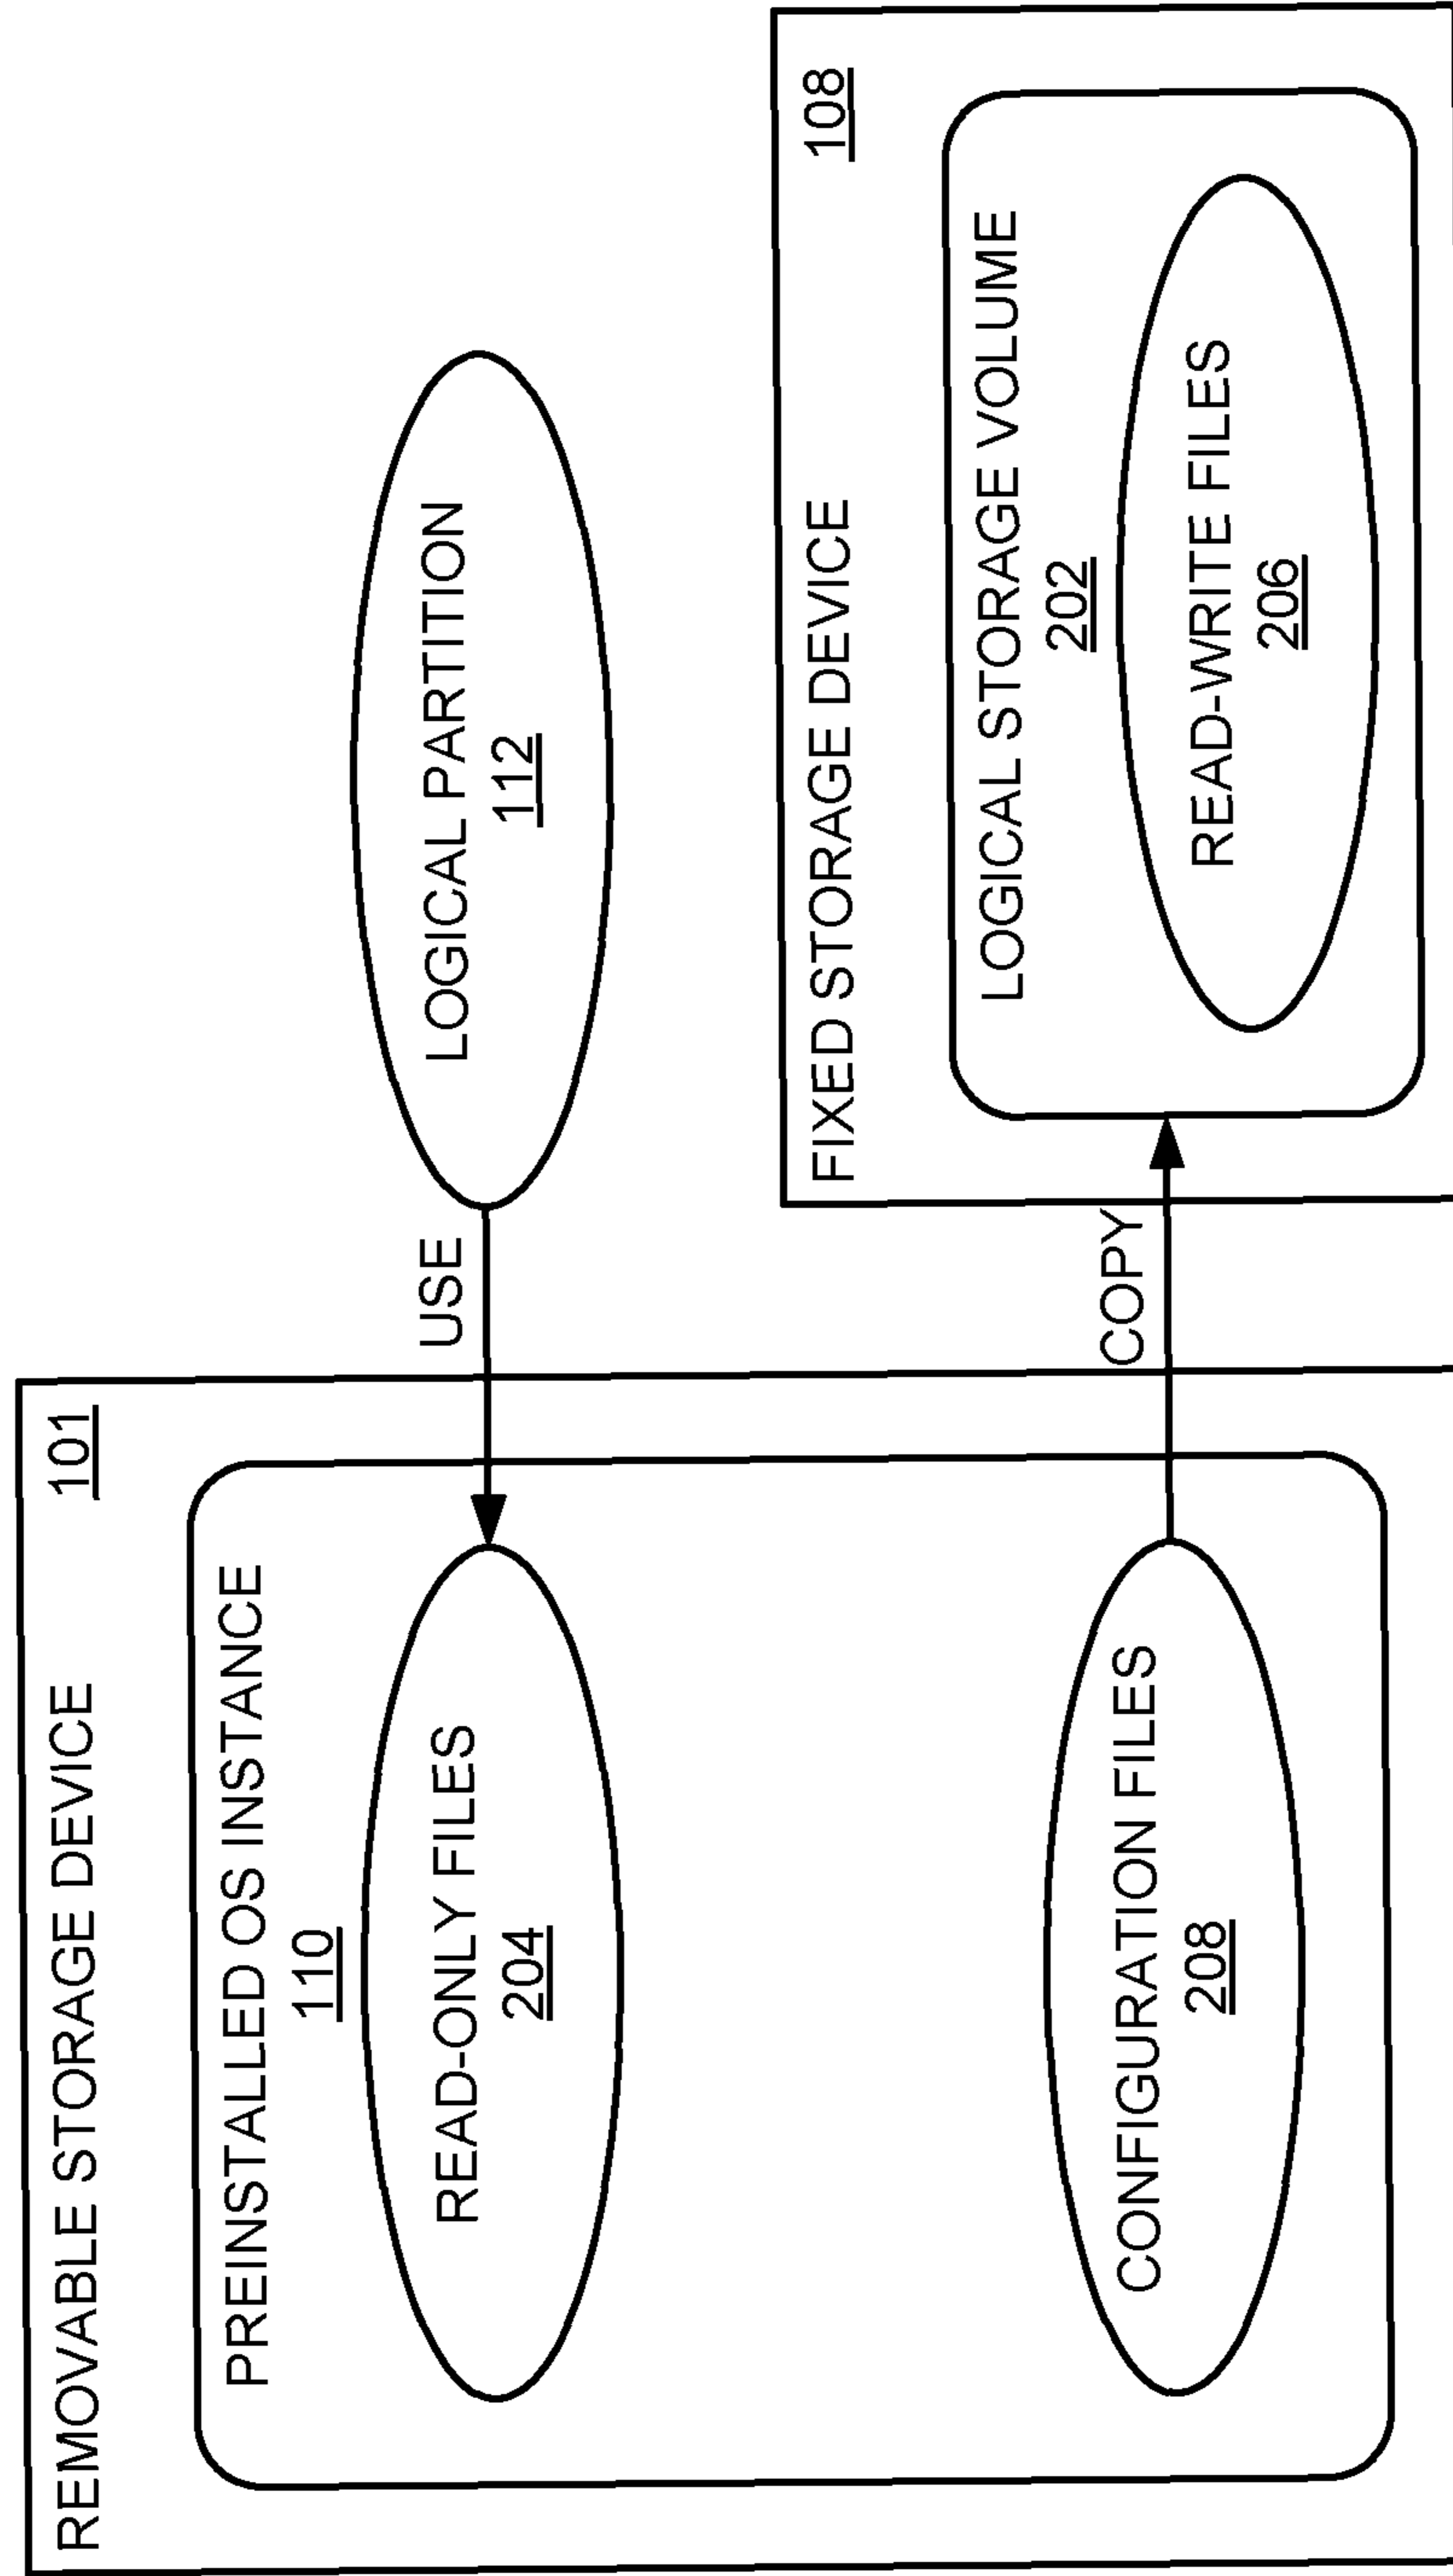 REMOVABLE STORAGE DEVICE
101
PREINSTALLED OS INSTANCE
110
READ-ONLY FILES
204
CONFIGURATION FILES
208
USE
LOGICAL PARTITION
112
COPY
FIXED STORAGE DEVICE
108
LOGICAL STORAGE VOLUME
202
READ-WRITE FILES
206